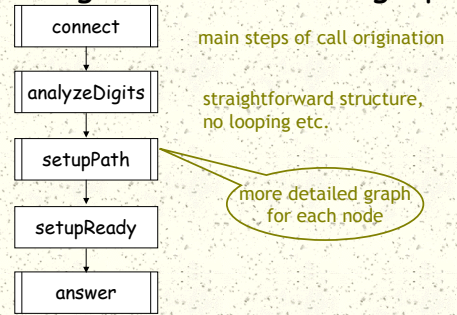 connect
main steps of call origination
analyzeDigits
straightforward structure,
no looping etc.
setupPath
more detailed graph
for each node
setupReady
answer